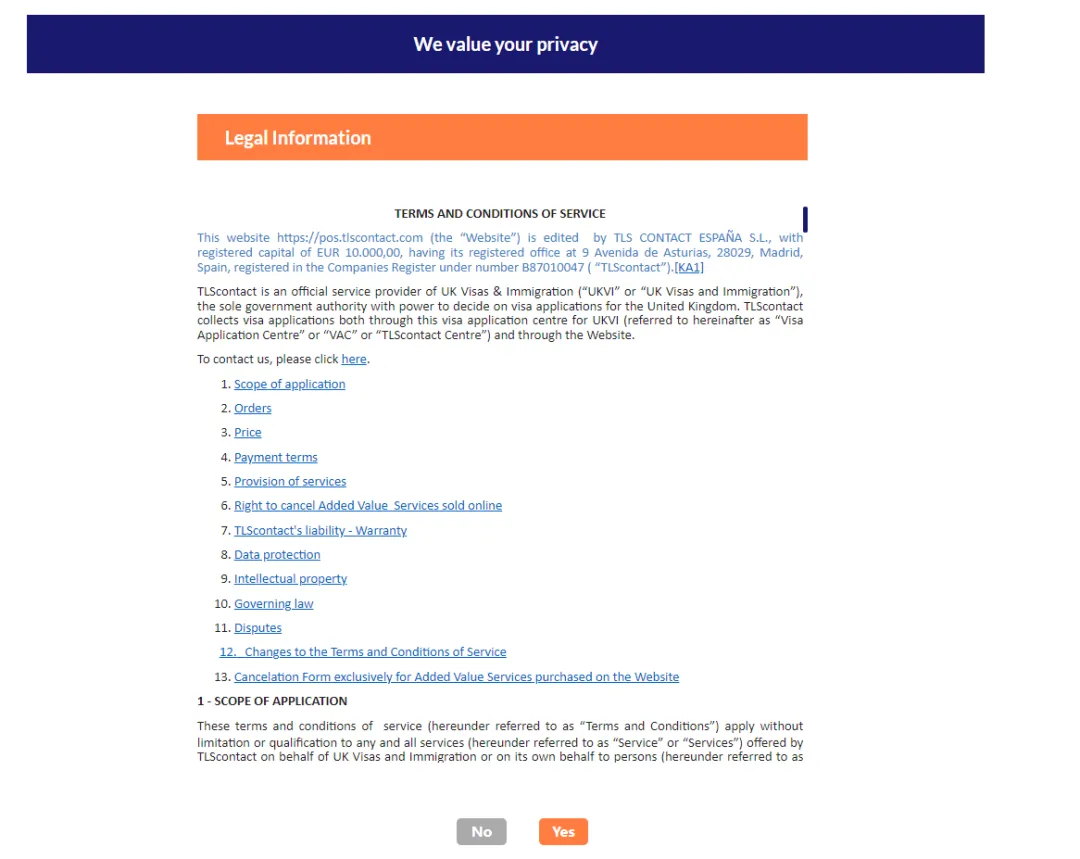 We value your privacy
Legal Information
TERMS AND CONDITIONS OF SERVICE
This website https://pos.tlscontact.com (the “Website”) is edited by TLS CONTACT ESPAÑA S.L., with
registered capital of EUR 10.000,00, having its registered office at 9 Avenida de Asturias, 28029, Madrid,
Spain, registered in the Companies Register under number B87010047 ( “TLScontact”).[KA1]
TLScontact is an official service provider of UK Visas & Immigration (“UKVI” or “UK Visas and Immigration”),
the sole government authority with power to decide on visa applications for the United Kingdom. TLScontact
collects visa applications both through this visa application centre for UKVI (referred to hereinafter as “Visa
Application Centre” or “VAC” or “TLScontact Centre”) and through the Website.
To contact us, please click here.
1. Scope of application
2. Orders
3. Price
4. Payment terms
5. Provision of services
6. Right to cancel Added Value Services sold online
7. TLScontact's liability - Warranty
8. Data protection
9. Intellectual property
10. Governing law
11. Disputes
12. Changes to the Terms and Conditions of Service
13. Cancelation Form exclusively for Added Value Services purchased on the Website
1 - SCOPE OF APPLICATION
These terms and conditions of service (hereunder referred to as “Terms and Conditions”) apply without
limitation or qualification to any and all services (hereunder referred to as “Service” or “Services”) offered by
TLScontact on behalf of UK Visas and Immigration or on its own behalf to persons (hereunder referred to as
No
Yes